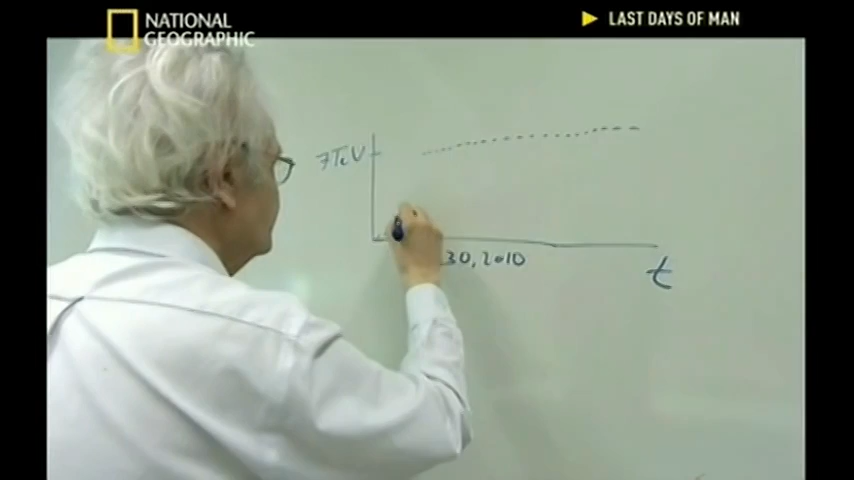 NATIONAL
GEOGRAPHIC
LAST DAYS OF MAN
7TeV
30, 2010
t